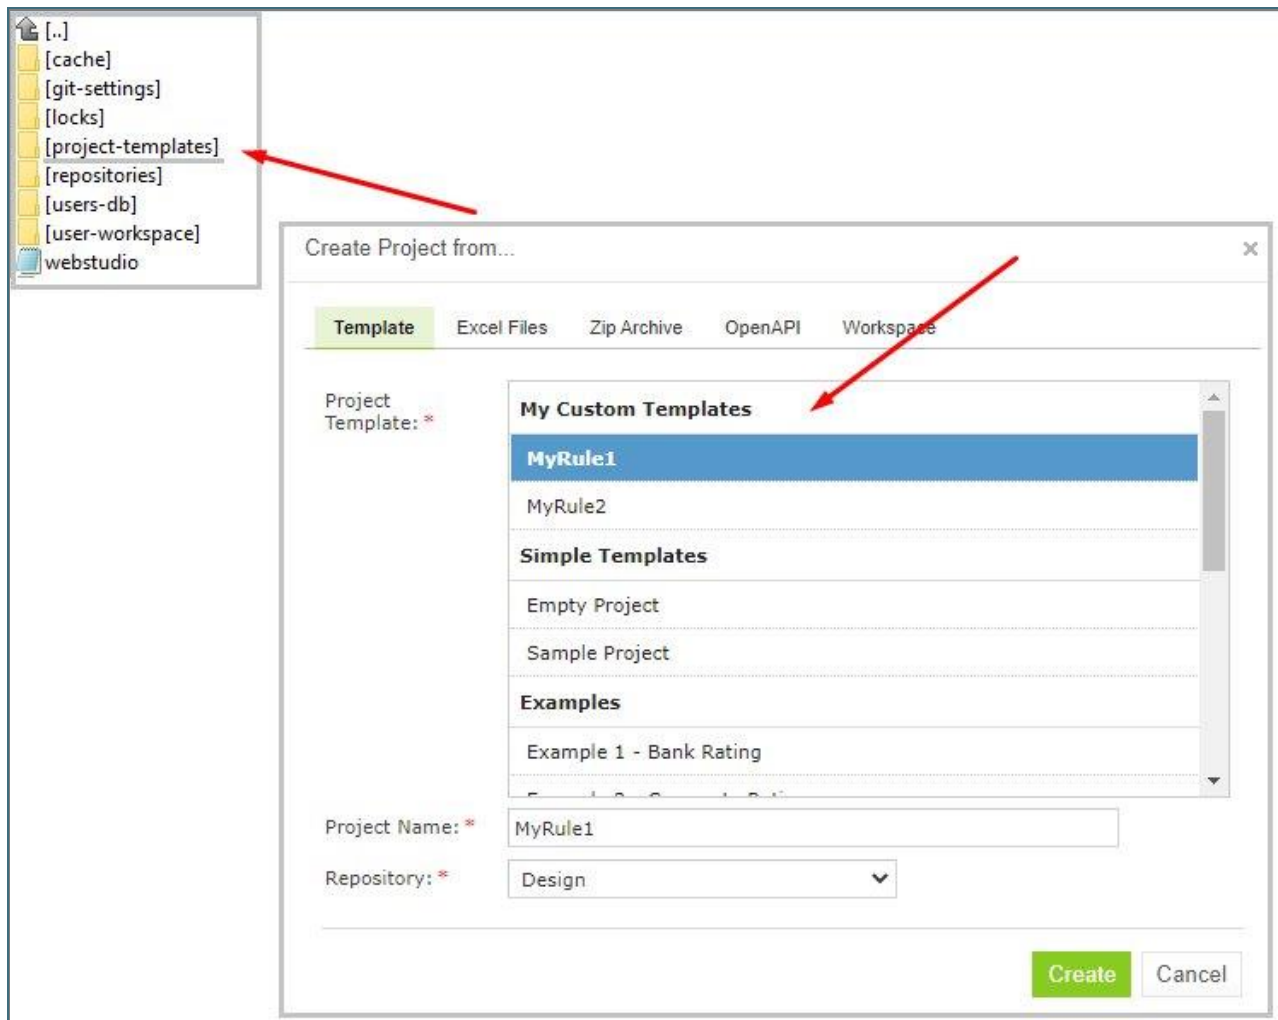 [..]
[cache]
[git-settings]
[locks]
[project-templates]
[repositories]
[users-db]
[user-workspace]
webstudio
Create Project from...
Template Excel Files Zip Archive OpenAPI Workspace
Project
Template: *
My Custom Templates
MyRule1
MyRule2
Simple Templates
Empty Project
Sample Project
Examples
Example 1 - Bank Rating
Project Name: * MyRule1
Repository: * Design
Create Cancel